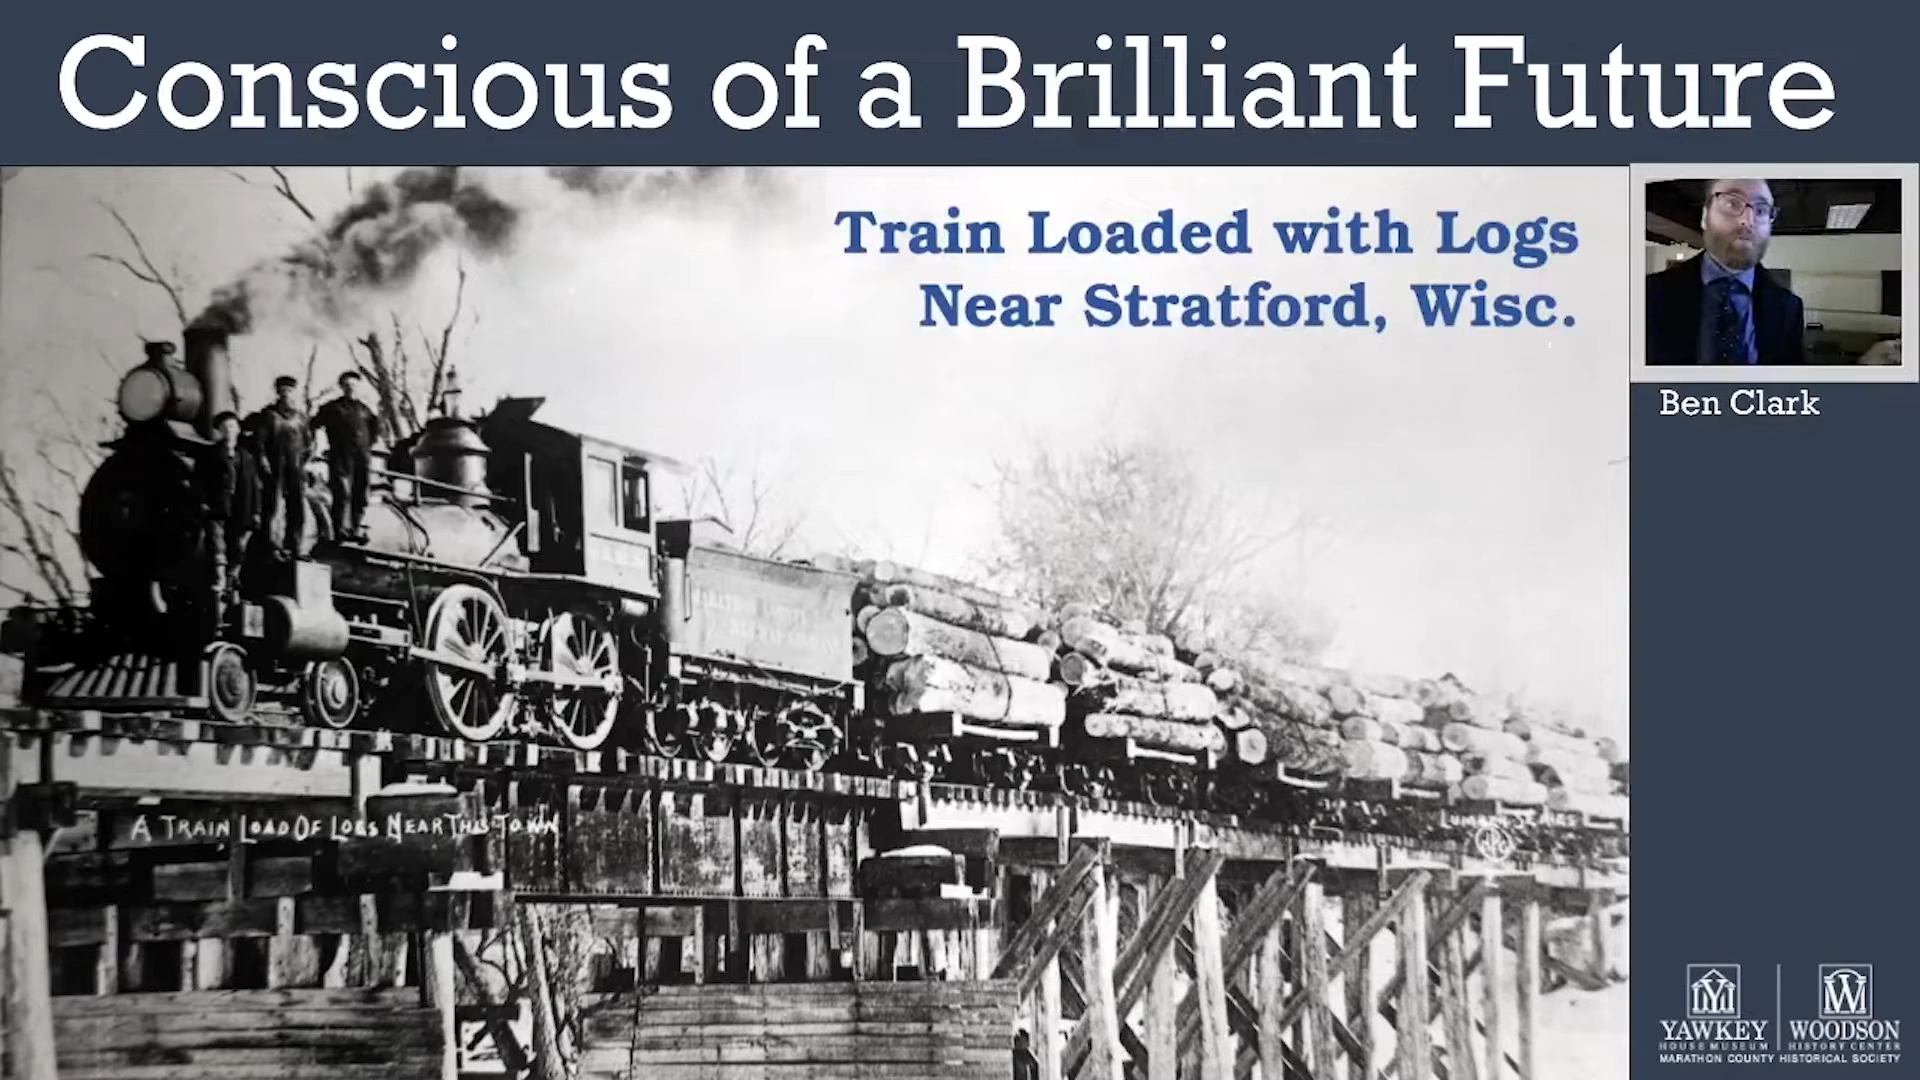 Conscious of a Brilliant Future
Train Loaded with Logs
Near Stratford, Wisc.
Ben Clark
A TRAIN LOAD OF LOGS NEAR THIS TOWN
YAWKEY
HOUSE MUSEUM
WOODSON
HISTORY CENTER
MARATHON COUNTY HISTORICAL SOCIETY